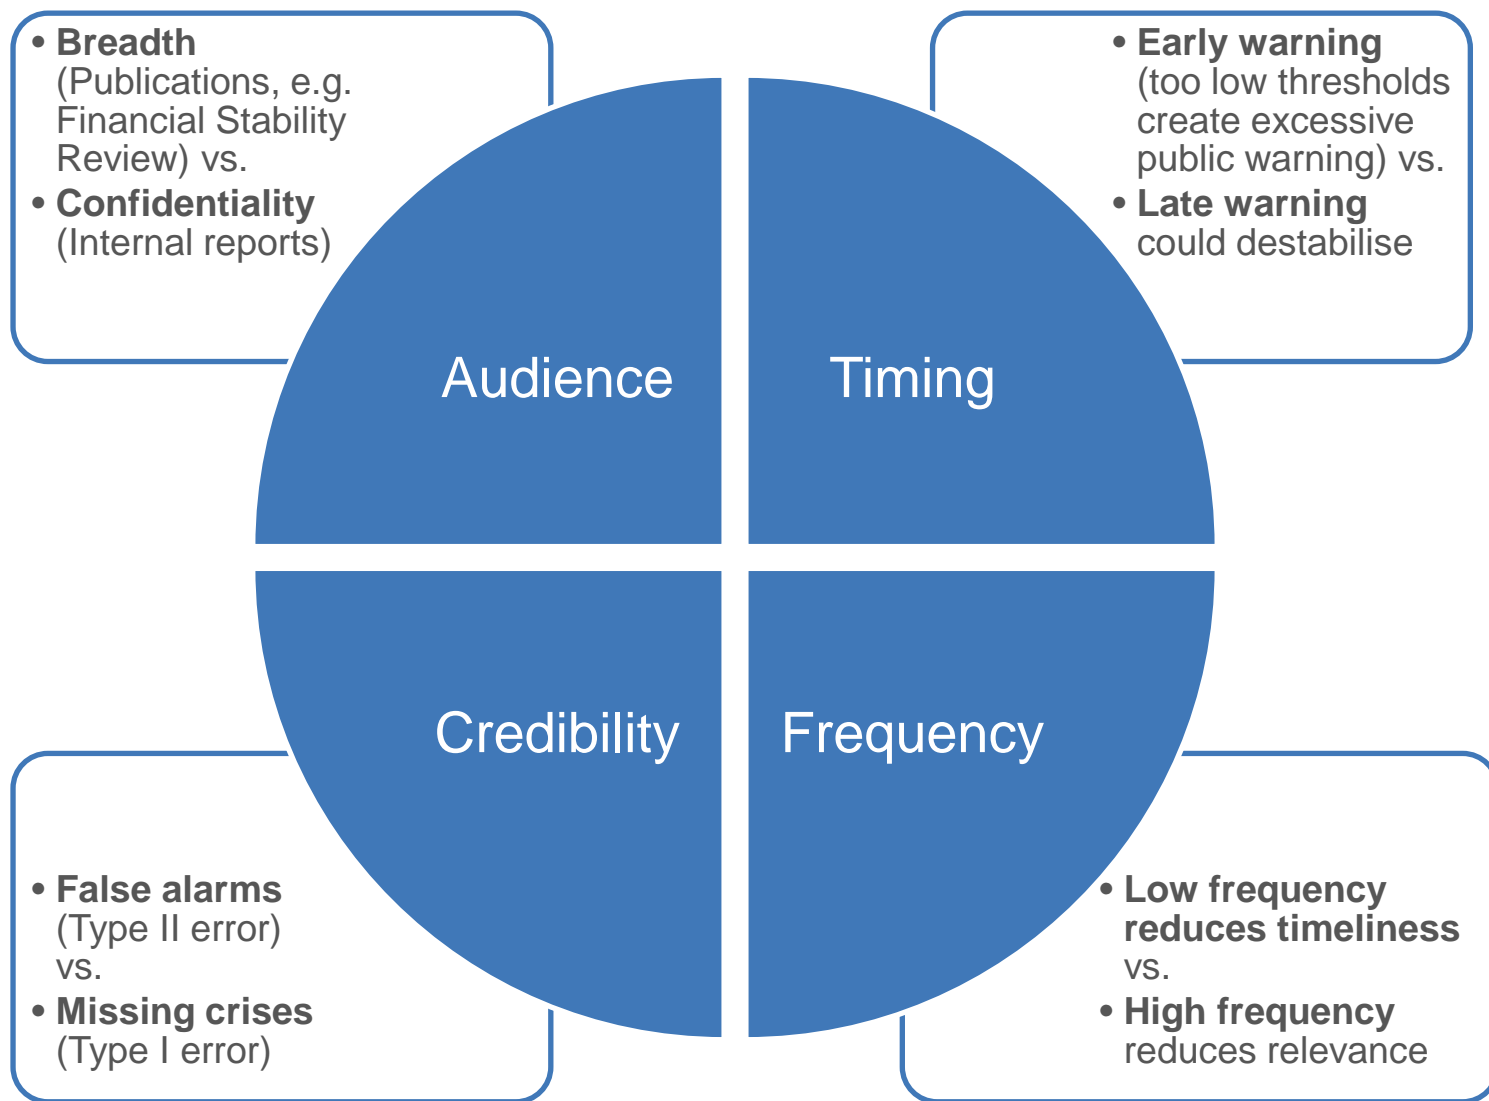 • Breadth
(Publications, e.g.
Financial Stability
Review) vs.
• Confidentiality
(Internal reports)
• Early warning
(too low thresholds
create excessive
public warning) vs.
• Late warning
could destabilise
Audience
Timing
Credibility
Frequency
• False alarms
(Type II error)
vs.
• Missing crises
(Type I error)
• Low frequency
reduces timeliness
vs.
• High frequency
reduces relevance